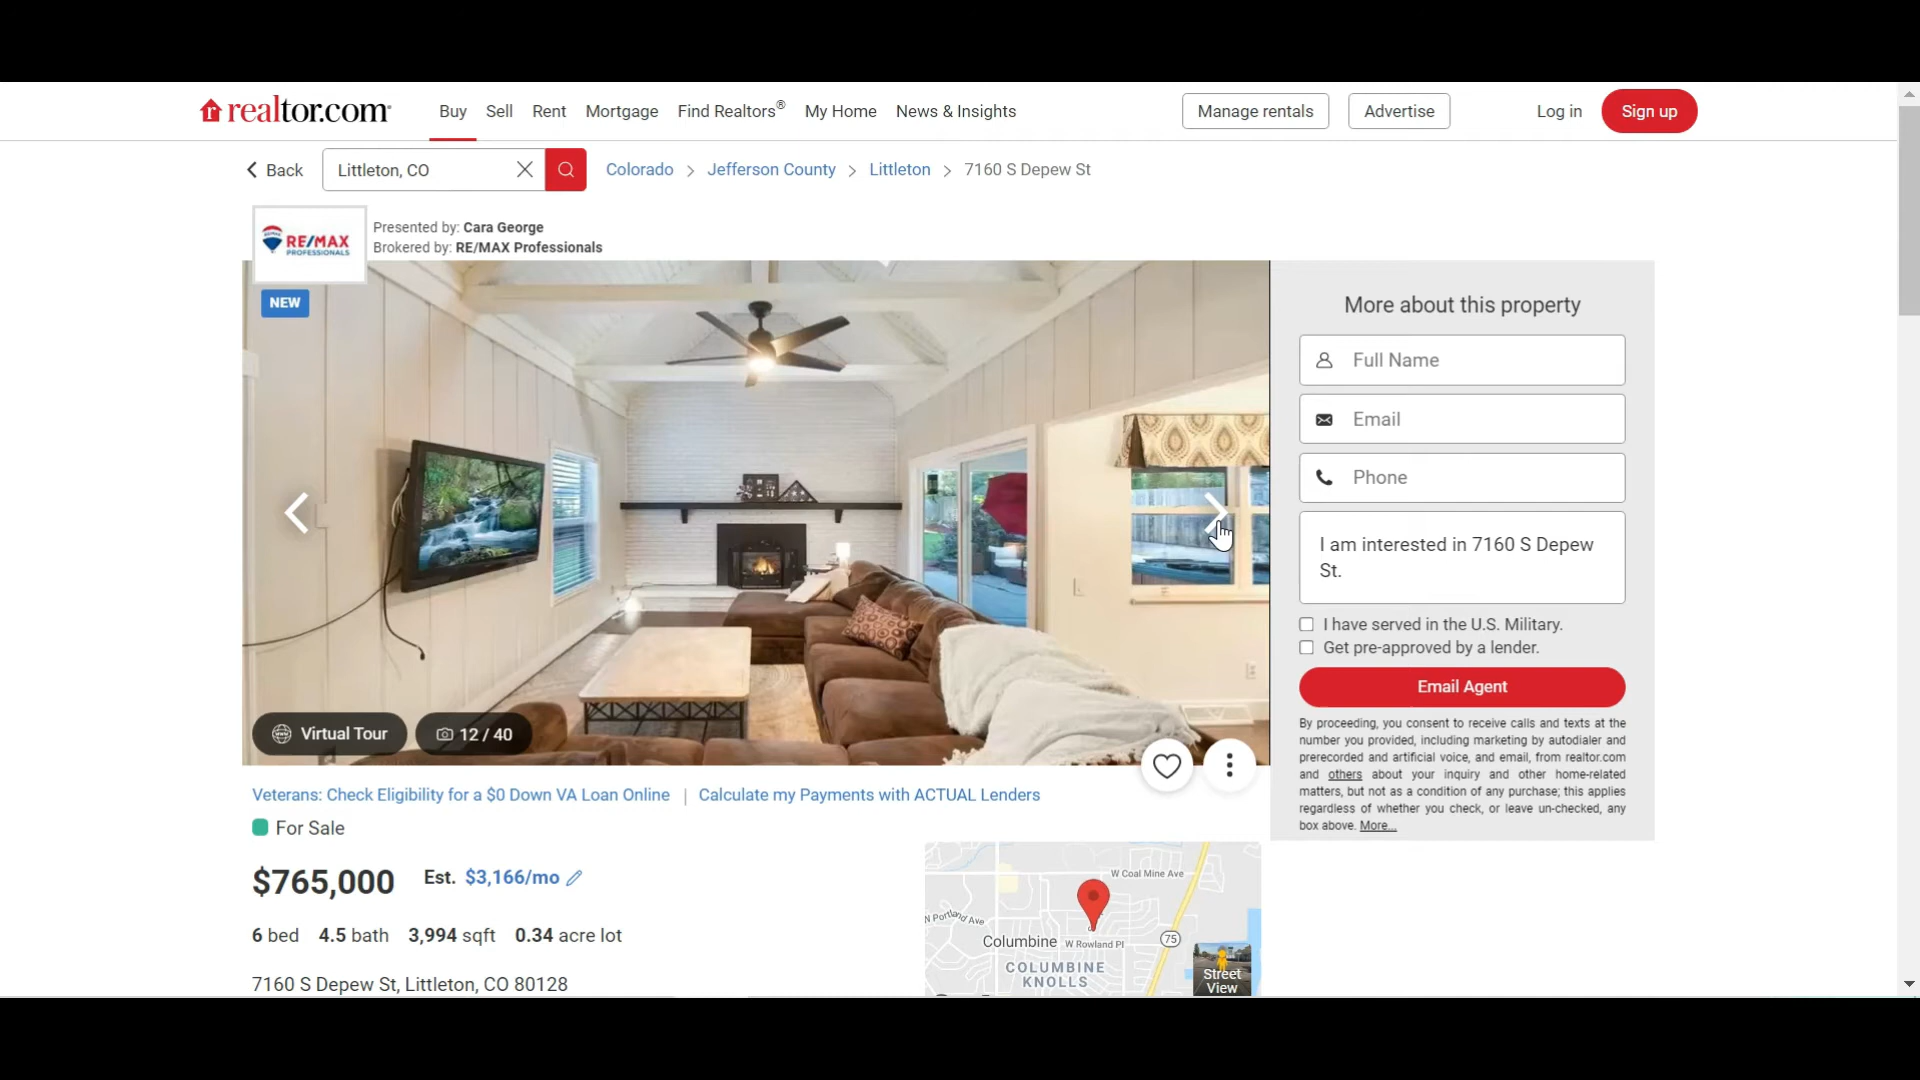 realtor.com
Buy Sell Rent Mortgage Find Realtors® My Home News & Insights Manage rentals Advertise Log in Sign up
Back Littleton, CO Colorado > Jefferson County > Littleton > 7160 S Depew St
RE/MAX
PROFESSIONALS
Presented by: Cara George
Brokered by: RE/MAX Professionals
NEW
Virtual Tour 12 / 40
More about this property
Full Name
Email
Phone
I am interested in 7160 S Depew
St.
I have served in the U.S. Military.
Get pre-approved by a lender.
Email Agent
By proceeding, you consent to receive calls and texts at the
number you provided, including marketing by autodialer and
prerecorded and artificial voice, and email, from realtor.com
and others about your inquiry and other home-related
matters, but not as a condition of any purchase; this applies
regardless of whether you check, or leave un-checked, any
box above. More...
Veterans: Check Eligibility for a $0 Down VA Loan Online | Calculate my Payments with ACTUAL Lenders
For Sale
$765,000 Est. $3,166/mo
6 bed 4.5 bath 3,994 sqft 0.34 acre lot
7160 S Depew St, Littleton, CO 80128
W Coal Mine Ave
W Portland Ave
Columbine W Rowland Pl 75
COLUMBINE
KNOLLS
Street
View